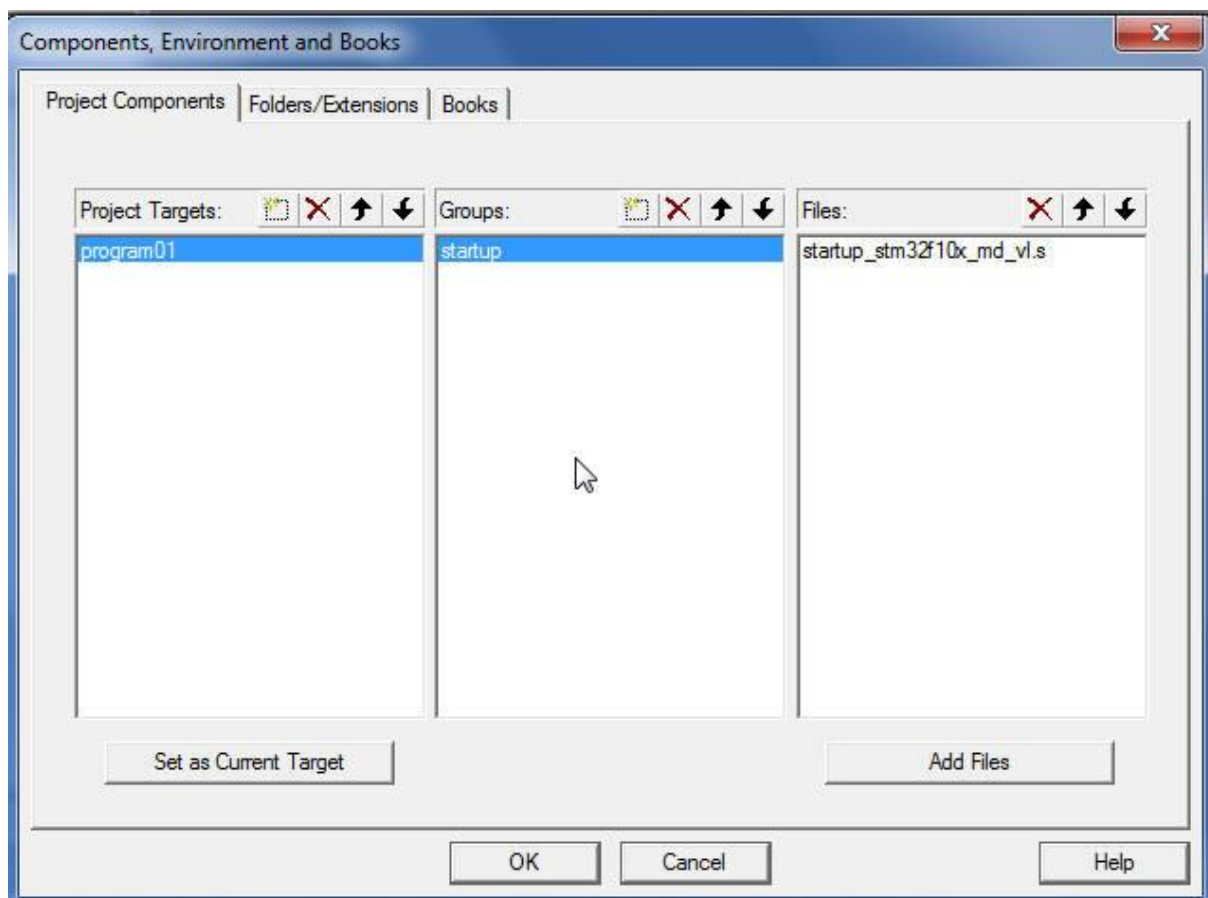 Components, Environment and Books
Project Components
Folders/Extensions
Books
Project Targets:
Groups:
Files:
program01
startup
startup_stm32f10x_md_vl.s
Set as Current Target
Add Files
OK
Cancel
Help